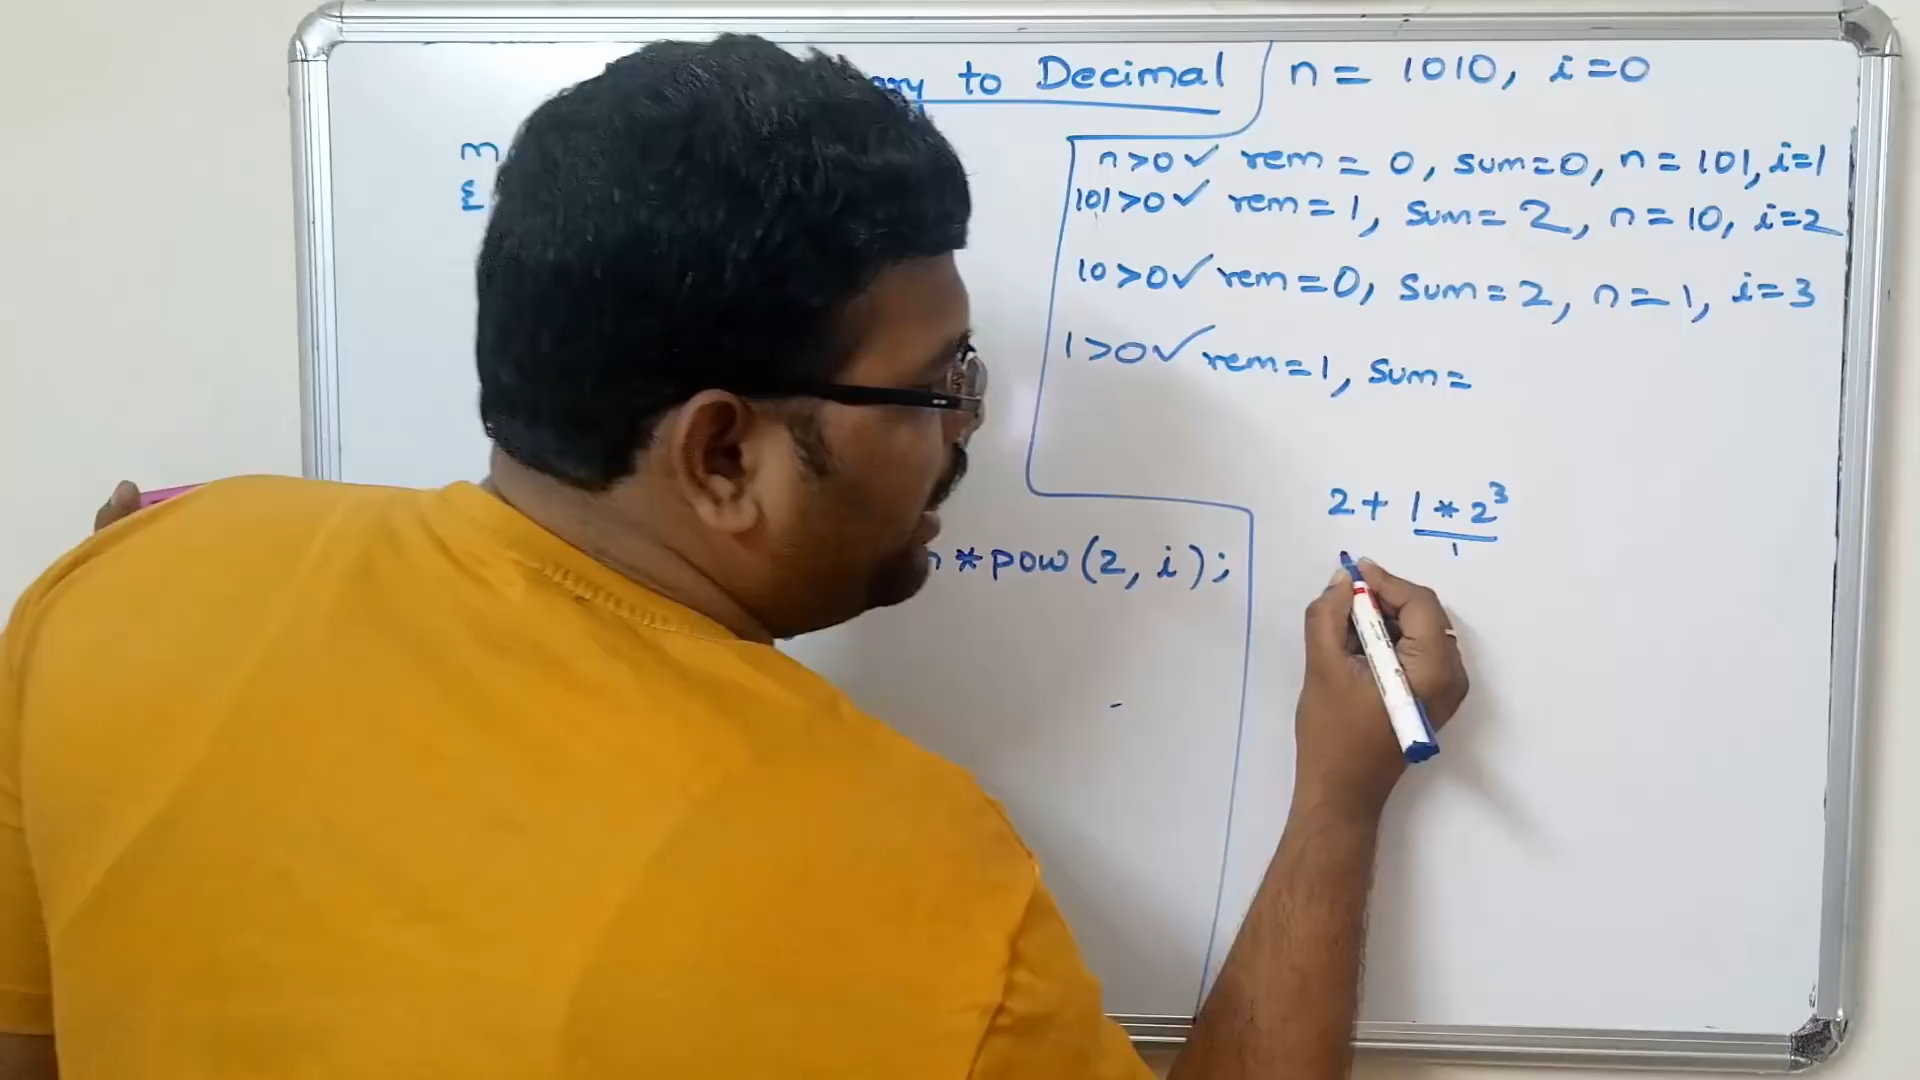 to Decimal
n = 1010, i=0
n>0✓ rem = 0, sum=0, n = 101, i=1
101>0✓ rem = 1, sum= 2, n = 10, i=2
10>0✓ rem=0, sum=2, n=1, i=3
1>0✓ rem=1, sum=
2+ 1*2³
*pow(2, i);